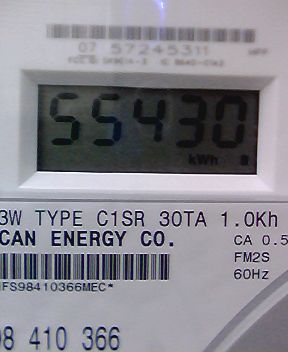 07 57245311
55430
kWh
3W TYPE C1SR 30TA 1.0Kh
CAN ENERGY CO.
CA 0.5
FM2S
60Hz
FS98410366MEC*
98 410 366